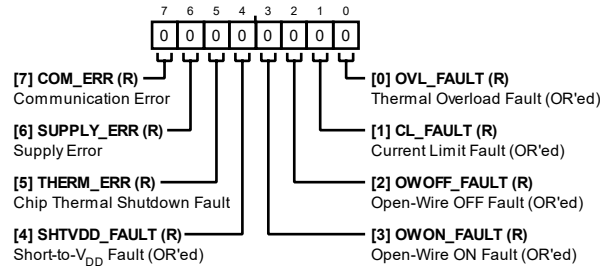 7 6 5 4 3 2 1 0
0 0 0 0 0 0 0 0
[7] COM_ERR (R)
Communication Error
[6] SUPPLY_ERR (R)
Supply Error
[5] THERM_ERR (R)
Chip Thermal Shutdown Fault
[4] SHTVDD_FAULT (R)
Short-to-VDD Fault (OR'ed)
[0] OVL_FAULT (R)
Thermal Overload Fault (OR'ed)
[1] CL_FAULT (R)
Current Limit Fault (OR'ed)
[2] OWOFF_FAULT (R)
Open-Wire OFF Fault (OR'ed)
[3] OWON_FAULT (R)
Open-Wire ON Fault (OR'ed)